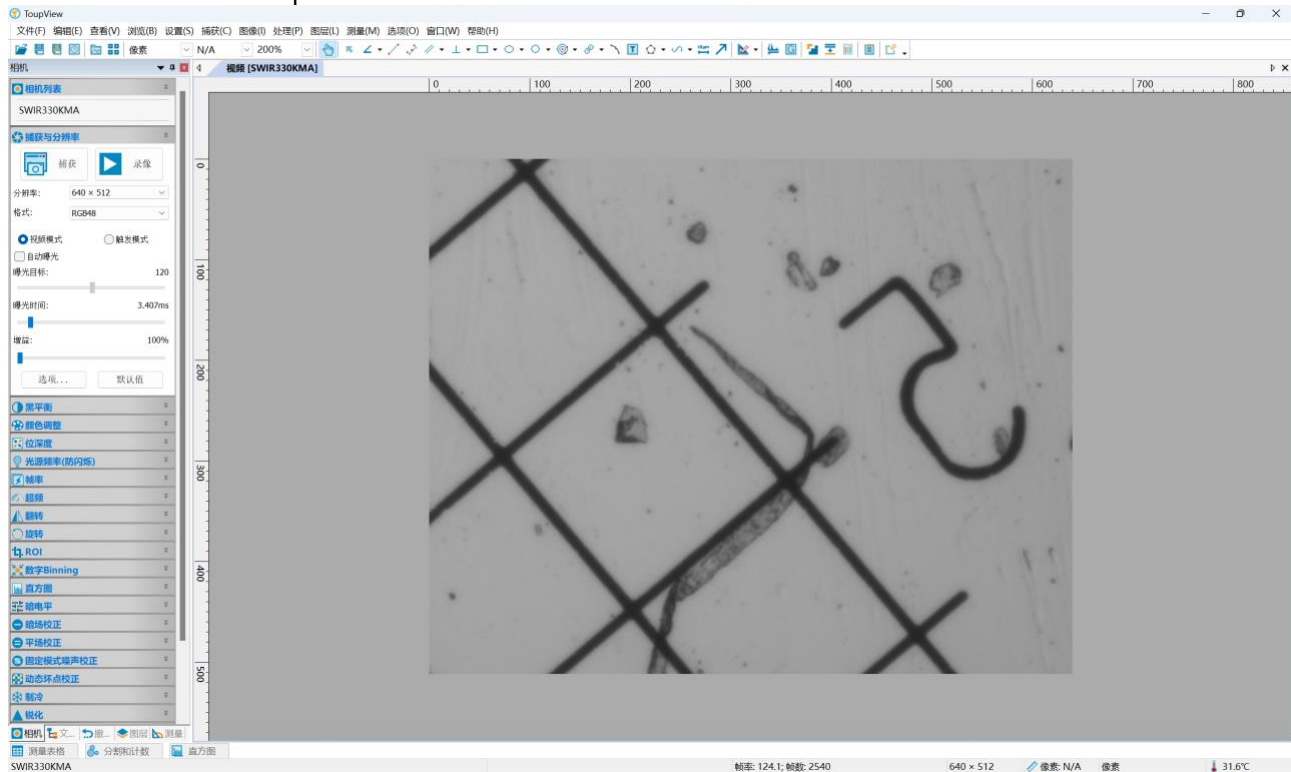 ToupView
文件(F) 编辑(E) 查看(V) 浏览(B) 设置(S) 捕获(C) 图像(I) 处理(P) 图层(L) 测量(M) 选项(O) 窗口(W) 帮助(H)
像素 N/A 200%
相机 视频 [SWIR330KMA]
0 100 200 300 400 500 600 700 800
相机列表
SWIR330KMA
捕获与分辨率
捕获 录像
分辨率: 640 × 512
格式: RGB48
视频模式 触发模式
自动曝光
曝光目标: 120
曝光时间: 3.407ms
增益: 100%
选项... 默认值
黑平衡
颜色调整
位深度
光源频率(防闪烁)
帧率
超频
翻转
旋转
ROI
数字Binning
直方图
暗电平
暗场校正
平场校正
固定模式噪声校正
动态坏点校正
制冷
锐化
0
100
200
300
400
500
5
相机 文... 撤... 图层 测量
测量表格 分割和计数 直方图
SWIR330KMA 帧率: 124.1; 帧数: 2540 640 × 512 像素: N/A 像素 31.6℃